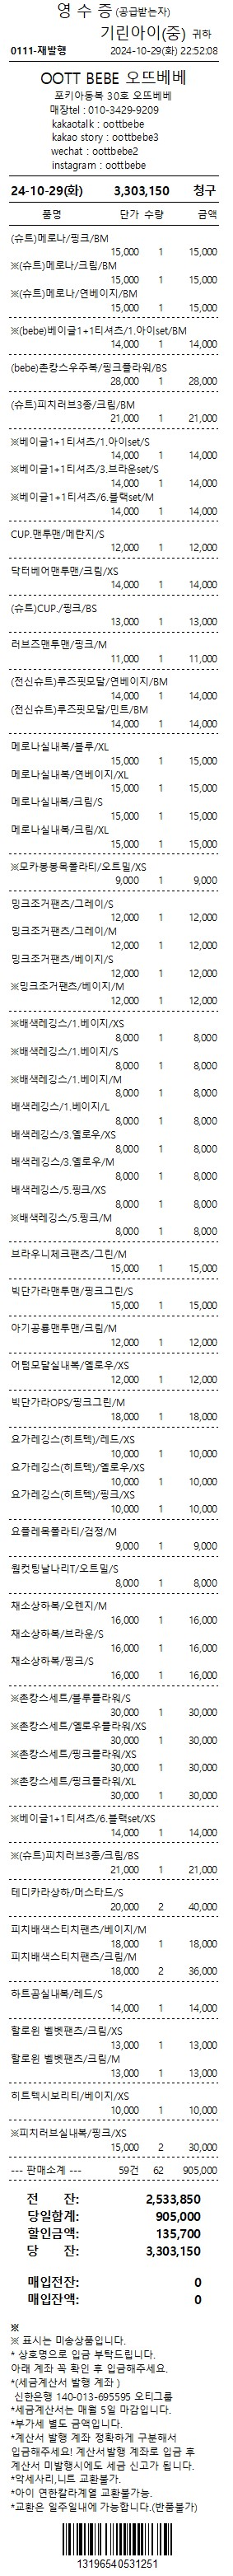 영 수 증 (공급받는자)
기린아이(중) 귀하
0111-재발행 2024-10-29(화) 22:52:08
OOTT BEBE 오뜨베베
포키아동복 30호 오뜨베베
매장tel : 010-3429-9209
kakaotalk : oottbebe
kakao story : oottbebe3
wechat : oottbebe2
instagram : oottbebe
24-10-29(화) 3,303,150 청구
품명 단가 수량 금액
(슈트)메로나/핑크/BM
15,000 1 15,000
※(슈트)메로나/크림/BM
15,000 1 15,000
※(슈트)메로나/연베이지/BM
15,000 1 15,000
※(bebe)베이글1+1티셔츠/1.아이set/BM
14,000 1 14,000
(bebe)촌캉스우주복/핑크플라워/BS
28,000 1 28,000
(슈트)피치러브3종/크림/BM
21,000 1 21,000
※베이글1+1티셔츠/1.아이set/S
14,000 1 14,000
※베이글1+1티셔츠/3.브라운set/S
14,000 1 14,000
※베이글1+1티셔츠/6.블랙set/M
14,000 1 14,000
CUP.맨투맨/메란지/S
12,000 1 12,000
닥터베어맨투맨/크림/XS
14,000 1 14,000
(슈트)CUP./핑크/BS
13,000 1 13,000
러브즈맨투맨/핑크/M
11,000 1 11,000
(전신슈트)루즈핏모달/연베이지/BM
14,000 1 14,000
(전신슈트)루즈핏모달/민트/BM
14,000 1 14,000
메로나실내복/블루/XL
15,000 1 15,000
메로나실내복/연베이지/XL
15,000 1 15,000
메로나실내복/크림/S
15,000 1 15,000
메로나실내복/크림/XL
15,000 1 15,000
※모카봉봉목폴라티/오트밀/XS
9,000 1 9,000
밍크조거팬츠/그레이/S
12,000 1 12,000
밍크조거팬츠/그레이/M
12,000 1 12,000
밍크조거팬츠/베이지/S
12,000 1 12,000
※밍크조거팬츠/베이지/M
12,000 1 12,000
※배색레깅스/1.베이지/XS
8,000 1 8,000
※배색레깅스/1.베이지/S
8,000 1 8,000
※배색레깅스/1.베이지/M
8,000 1 8,000
배색레깅스/1.베이지/L
8,000 1 8,000
배색레깅스/3.옐로우/XS
8,000 1 8,000
배색레깅스/3.옐로우/M
8,000 1 8,000
배색레깅스/5.핑크/XS
8,000 1 8,000
※배색레깅스/5.핑크/M
8,000 1 8,000
브라우니체크팬츠/그린/M
15,000 1 15,000
빅단가라맨투맨/핑크그린/S
15,000 1 15,000
아기공룡맨투맨/크림/M
12,000 1 12,000
어텀모달실내복/옐로우/XS
12,000 1 12,000
빅단가라OPS/핑크그린/M
18,000 1 18,000
요가레깅스(히트텍)/레드/XS
10,000 1 10,000
요가레깅스(히트텍)/옐로우/XS
10,000 1 10,000
요가레깅스(히트텍)/핑크/XS
10,000 1 10,000
요플레목폴라티/검정/M
9,000 1 9,000
웜컷팅날나리T/오트밀/S
8,000 1 8,000
채소상하복/오렌지/M
16,000 1 16,000
채소상하복/브라운/S
16,000 1 16,000
채소상하복/핑크/S
16,000 1 16,000
※촌캉스세트/블루플라워/S
30,000 1 30,000
※촌캉스세트/옐로우플라워/XS
30,000 1 30,000
※촌캉스세트/핑크플라워/XS
30,000 1 30,000
※촌캉스세트/핑크플라워/XL
30,000 1 30,000
※베이글1+1티셔츠/6.블랙set/XS
14,000 1 14,000
※(슈트)피치러브3종/크림/BS
21,000 1 21,000
테디카라상하/머스타드/S
20,000 2 40,000
피치배색스티치팬츠/베이지/M
18,000 1 18,000
피치배색스티치팬츠/크림/M
18,000 2 36,000
하트곰실내복/레드/S
14,000 1 14,000
할로윈 벨벳팬츠/크림/XS
13,000 1 13,000
할로윈 벨벳팬츠/크림/M
13,000 1 13,000
히트텍시보리티/베이지/XS
10,000 1 10,000
※피치러브실내복/핑크/XS
15,000 2 30,000
--- 판매소계 --- 59건 62 905,000
전 잔: 2,533,850
당일합계: 905,000
할인금액: 135,700
당 잔: 3,303,150
매입전잔: 0
매입잔액: 0
※
※ 표시는 미송상품입니다.
* 상호명으로 입금 부탁드립니다.
아래 계좌 꼭 확인 후 입금해주세요.
*(세금계산서 발행 계좌 )
신한은행 140-013-695595 오티그룹
*세금계산서는 매월 5일 마감입니다.
*부가세 별도 금액입니다.
*계산서 발행 계좌 정확하게 구분해서
입금해주세요! 계산서 발행계좌로 입금 후
계산서 미발행시에도 세금 신고가 됩니다.
*악세사리,니트 교환불가.
*아이 연한칼라계열 교환불가능.
*교환은 일주일내에 가능합니다.(반품불가)
13196540531251